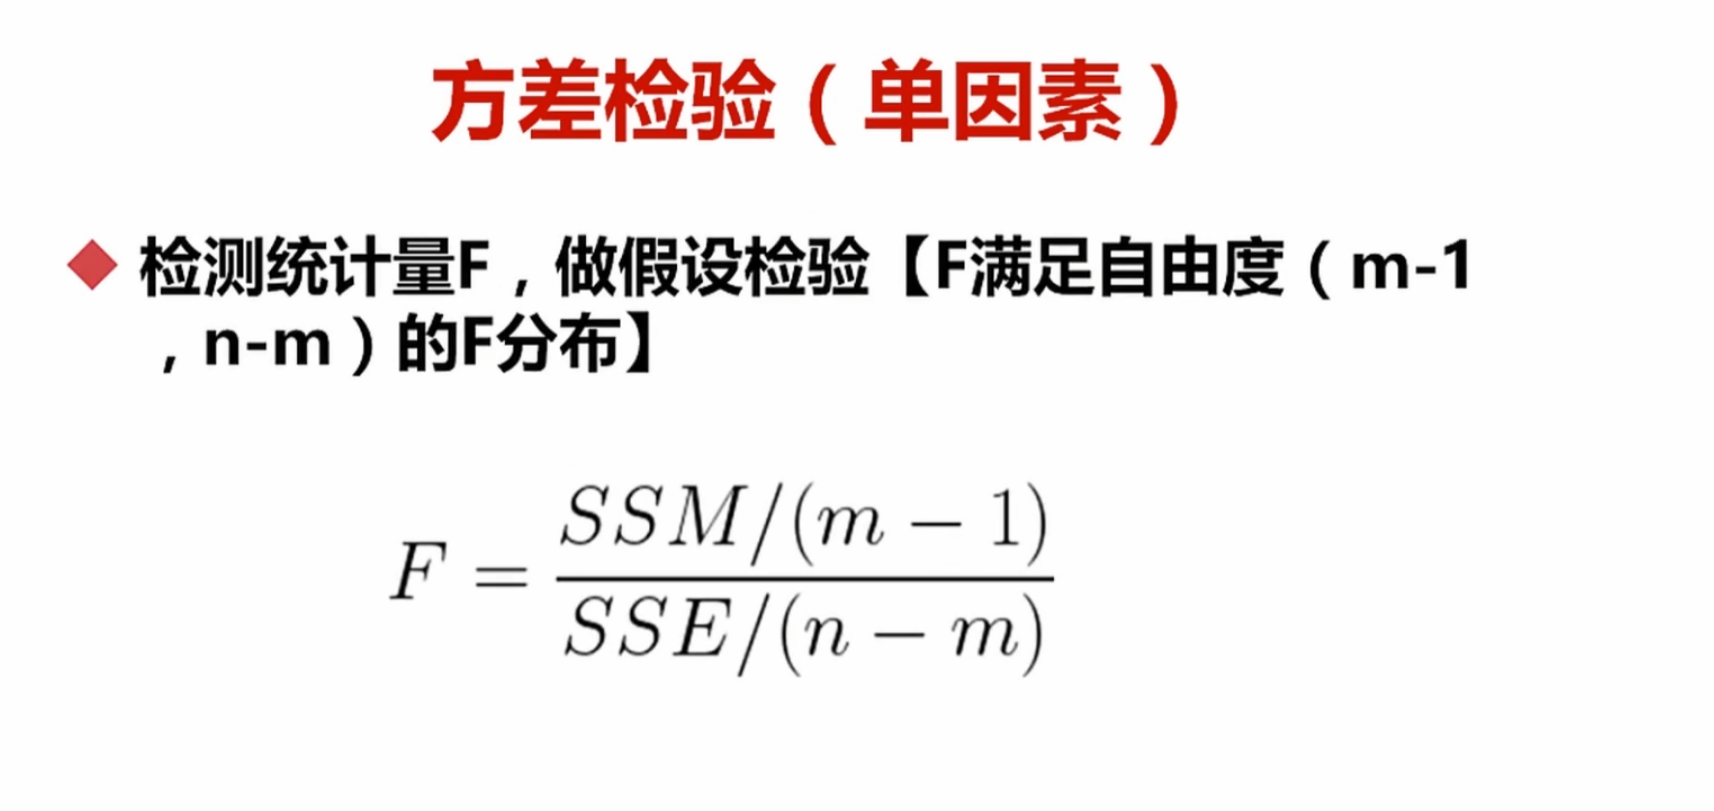 方差检验（单因素）
检测统计量F，做假设检验【F满足自由度（m-1
，n-m）的F分布】
F = \frac{SSM/(m-1)}{SSE/(n-m)}